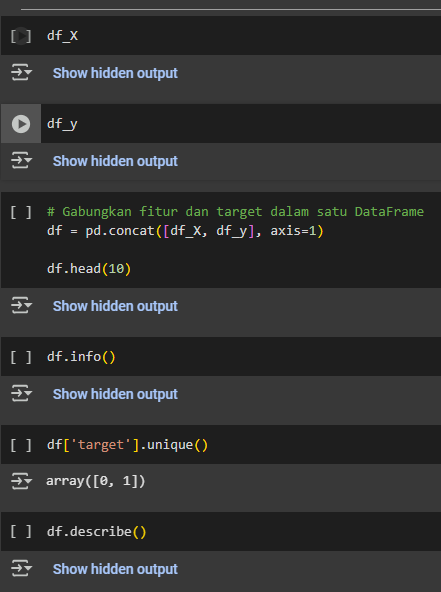 [ ] df_X
Show hidden output
df_y
Show hidden output
[ ] # Gabungkan fitur dan target dalam satu DataFrame
df = pd.concat([df_X, df_y], axis=1)
df.head(10)
Show hidden output
[ ] df.info()
Show hidden output
[ ] df['target'].unique()
array([0, 1])
[ ] df.describe()
Show hidden output